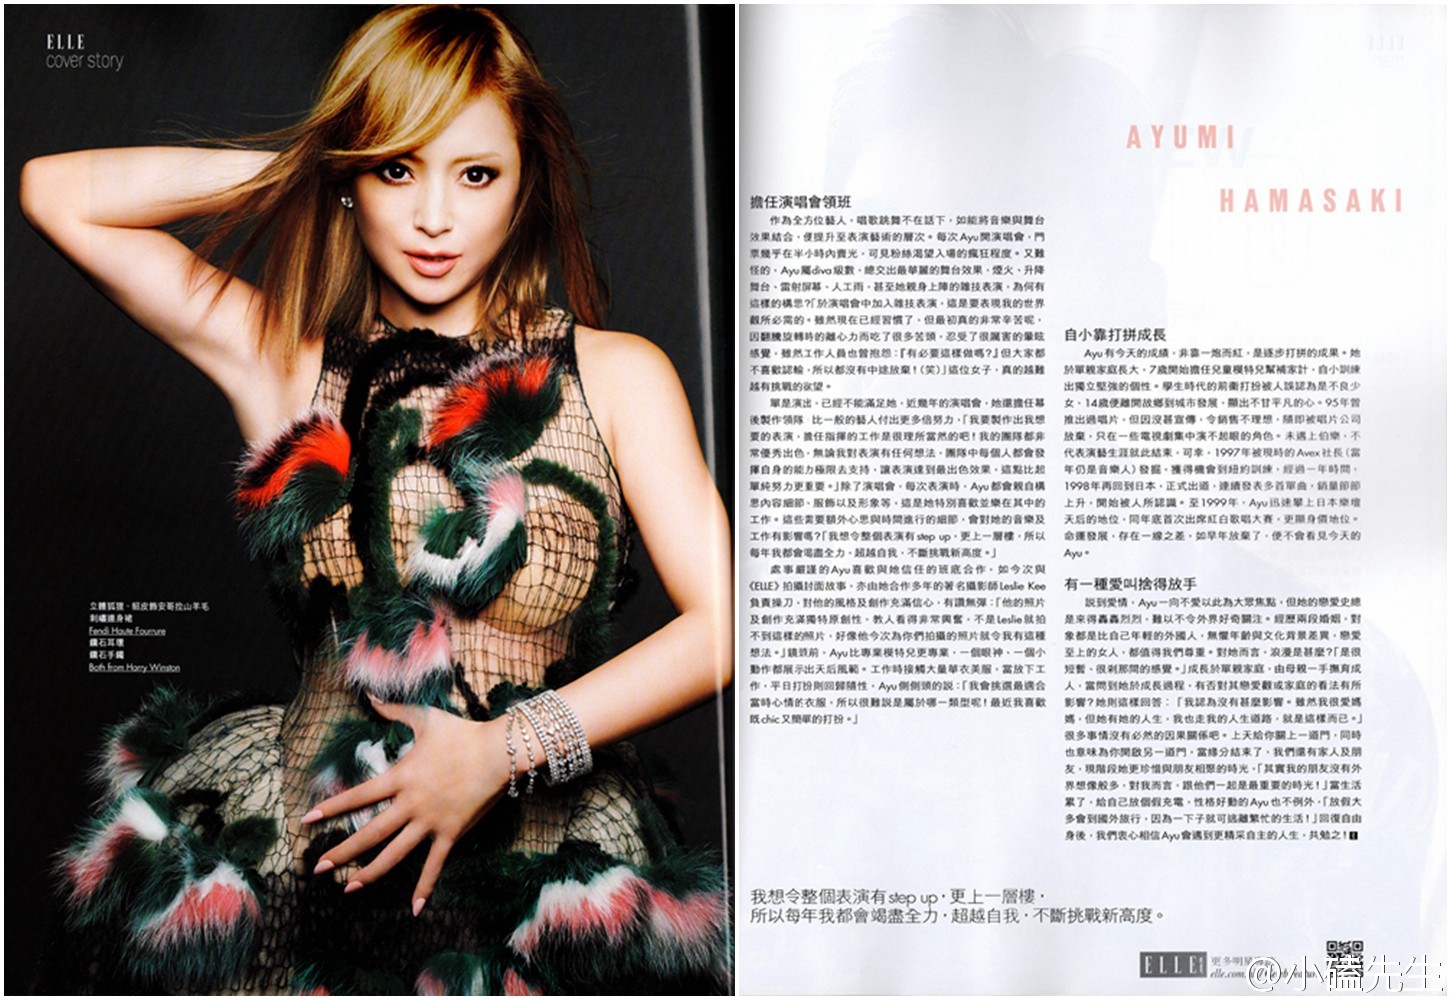 ELLE
cover story
立體狐狸、貂皮飾安哥拉山羊毛
刺繡連身裙
Fendi Haute Fourrure
鑽石耳環
鑽石手鐲
Both from Harry Winston
AYUMI
HAMASAKI
擔任演唱會領班
作為全方位藝人，唱歌跳舞不在話下，如能將音樂與舞台
效果結合，便提升至表演藝術的層次。每次Ayu開演唱會，門
票幾乎在半小時內賣光，可見粉絲渴望入場的瘋狂程度。又難
怪的，Ayu屬diva級數，總交出最華麗的舞台效果，煙火、升降
舞台、雷射屏幕、人工雨，甚至她親身上陣的雜技表演，為何有
這樣的構思?「於演唱會中加入雜技表演，這是要表現我的世界
觀所必需的。雖然現在已經習慣了，但最初真的非常辛苦呢，
因翻騰旋轉時的離心力而吃了很多苦頭，忍受了很厲害的暈眩
感覺，雖然工作人員也曾抱怨：『有必要這樣做嗎?』但大家都
不喜歡認輸，所以都沒有中途放棄！（笑）」這位女子，真的越難
越有挑戰的欲望。
單是演出，已經不能滿足她，近幾年的演唱會，她還擔任幕
後製作領隊，比一般的藝人付出更多倍努力，「我要製作出我想
要的表演，擔任指揮的工作是很理所當然的吧！我的團隊都非
常優秀出色，無論我對表演有任何想法，團隊中每個人都會發
揮自身的能力極限去支持，讓表演達到最出色效果，這點比起
單純努力更重要。」除了演唱會，每次表演時，Ayu都會親自構
思內容細節、服飾以及形象等，這是她特別喜歡並樂在其中的
工作。這些需要額外心思與時間進行的細節，會對她的音樂及
工作有影響嗎?「我想令整個表演有step up，更上一層樓，所以
每年我都會竭盡全力，超越自我，不斷挑戰新高度。」
處事嚴謹的Ayu喜歡與她信任的班底合作，如今次與
《ELLE》拍攝封面故事，亦由她合作多年的著名攝影師Leslie Kee
負責操刀，對他的風格及創作充滿信心，有讚無彈：「他的照片
及創作充滿獨特原創性，教人看得非常興奮，不是Leslie就拍
不到這樣的照片，好像他今次為你們拍攝的照片就令我有這種
想法。」鏡頭前，Ayu比專業模特兒更專業，一個眼神、一個小
動作都展示出天后風範。工作時接觸大量華衣美服，當放下工
作，平日打扮則回歸隨性，Ayu側側頭的說：「我會挑選最適合
當時心情的衣服，所以很難說是屬於哪一類型呢！最近我喜歡
既chic又簡單的打扮。」
自小靠打拼成長
Ayu有今天的成績，非靠一炮而紅，是逐步打拼的成果。她
於單親家庭長大，7歲開始擔任兒童模特兒幫補家計，自小訓練
出獨立堅強的個性。學生時代的前衛打扮被人誤認為是不良少
女，14歲便離開故鄉到城市發展，顯出不甘平凡的心。95年曾
推出過唱片，但因沒甚宣傳，令銷售不理想，隨即被唱片公司
放棄，只在一些電視劇集中演不起眼的角色。未遇上伯樂，不
代表演藝生涯就此結束，可幸，1997年被現時的Avex社長（當
年仍是音樂人）發掘，獲得機會到紐約訓練，經過一年時間，
1998年再回到日本，正式出道，連續發表多首單曲，銷量節節
上升，開始被人所認識。至1999年，Ayu迅速攀上日本樂壇
天后的地位，同年底首次出席紅白歌唱大賽，更顯身價地位。
命運發展，存在一線之差，如早年放棄了，便不會看見今天的
Ayu。
有一種愛叫捨得放手
說到愛情，Ayu一向不愛以此為大眾焦點，但她的戀愛史總
是來得轟轟烈烈，難以不令外界好奇關注。經歷兩段婚姻，對
象都是比自己年輕的外國人，無懼年齡與文化背景差異，戀愛
至上的女人，都值得我們尊重。對她而言，浪漫是甚麼?「是很
短暫、很剎那間的感覺。」成長於單親家庭，由母親一手撫育成
人，當問到她於成長過程，有否對其戀愛觀或家庭的看法有所
影響?她則這樣回答：「我認為沒有甚麼影響。雖然我很愛媽
媽，但她有她的人生，我也走我的人生道路，就是這樣而已。」
很多事情沒有必然的因果關係吧。上天給你關上一道門，同時
也意味為你開啟另一道門，當緣分結束了，我們還有家人及朋
友，現階段她更珍惜與朋友相聚的時光，「其實我的朋友沒有外
界想像般多，對我而言，跟他們一起是最重要的時光！」當生活
累了，給自己放個假充電，性格好動的Ayu也不例外，「放假大
多會到國外旅行，因為一下子就可逃離繁忙的生活！」回復自由
身後，我們衷心相信Ayu會遇到更精采自主的人生，共勉之！
我想令整個表演有step up，更上一層樓，
所以每年我都會竭盡全力，超越自我，不斷挑戰新高度。
ELLE
更多明星
elle.com
@小磕先生